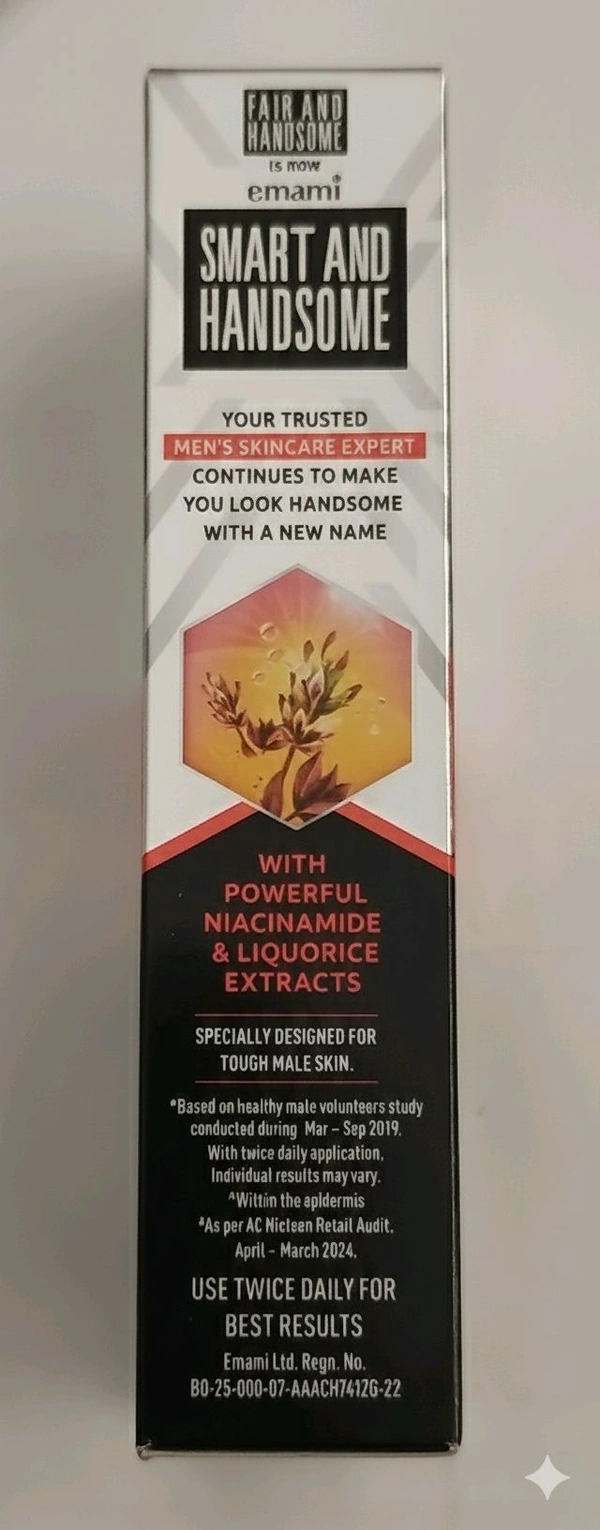 FAIR AND
HANDSOME
is mow
emami®
SMART AND
HANDSOME
YOUR TRUSTED
MEN'S SKINCARE EXPERT
CONTINUES TO MAKE
YOU LOOK HANDSOME
WITH A NEW NAME
WITH
POWERFUL
NIACINAMIDE
& LIQUORICE
EXTRACTS
SPECIALLY DESIGNED FOR
TOUGH MALE SKIN.
*Based on healthy male volunteers study
conducted during Mar – Sep 2019.
With twice daily application,
Individual results may vary.
^Wittin the apldermis
#As per AC Nicteen Retail Audit,
April – March 2024.
USE TWICE DAILY FOR
BEST RESULTS
Emami Ltd. Regn. No.
BO-25-000-07-AAACH7412G-22